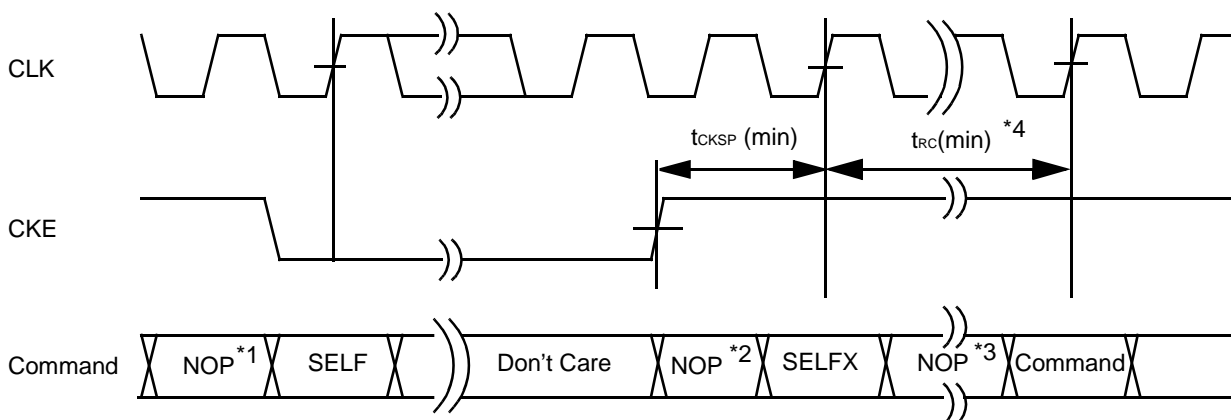 CLK
tCKSP (min)
tRC(min) *4
CKE
Command
NOP*1
SELF
Don't Care
NOP*2
SELFX
NOP*3
Command